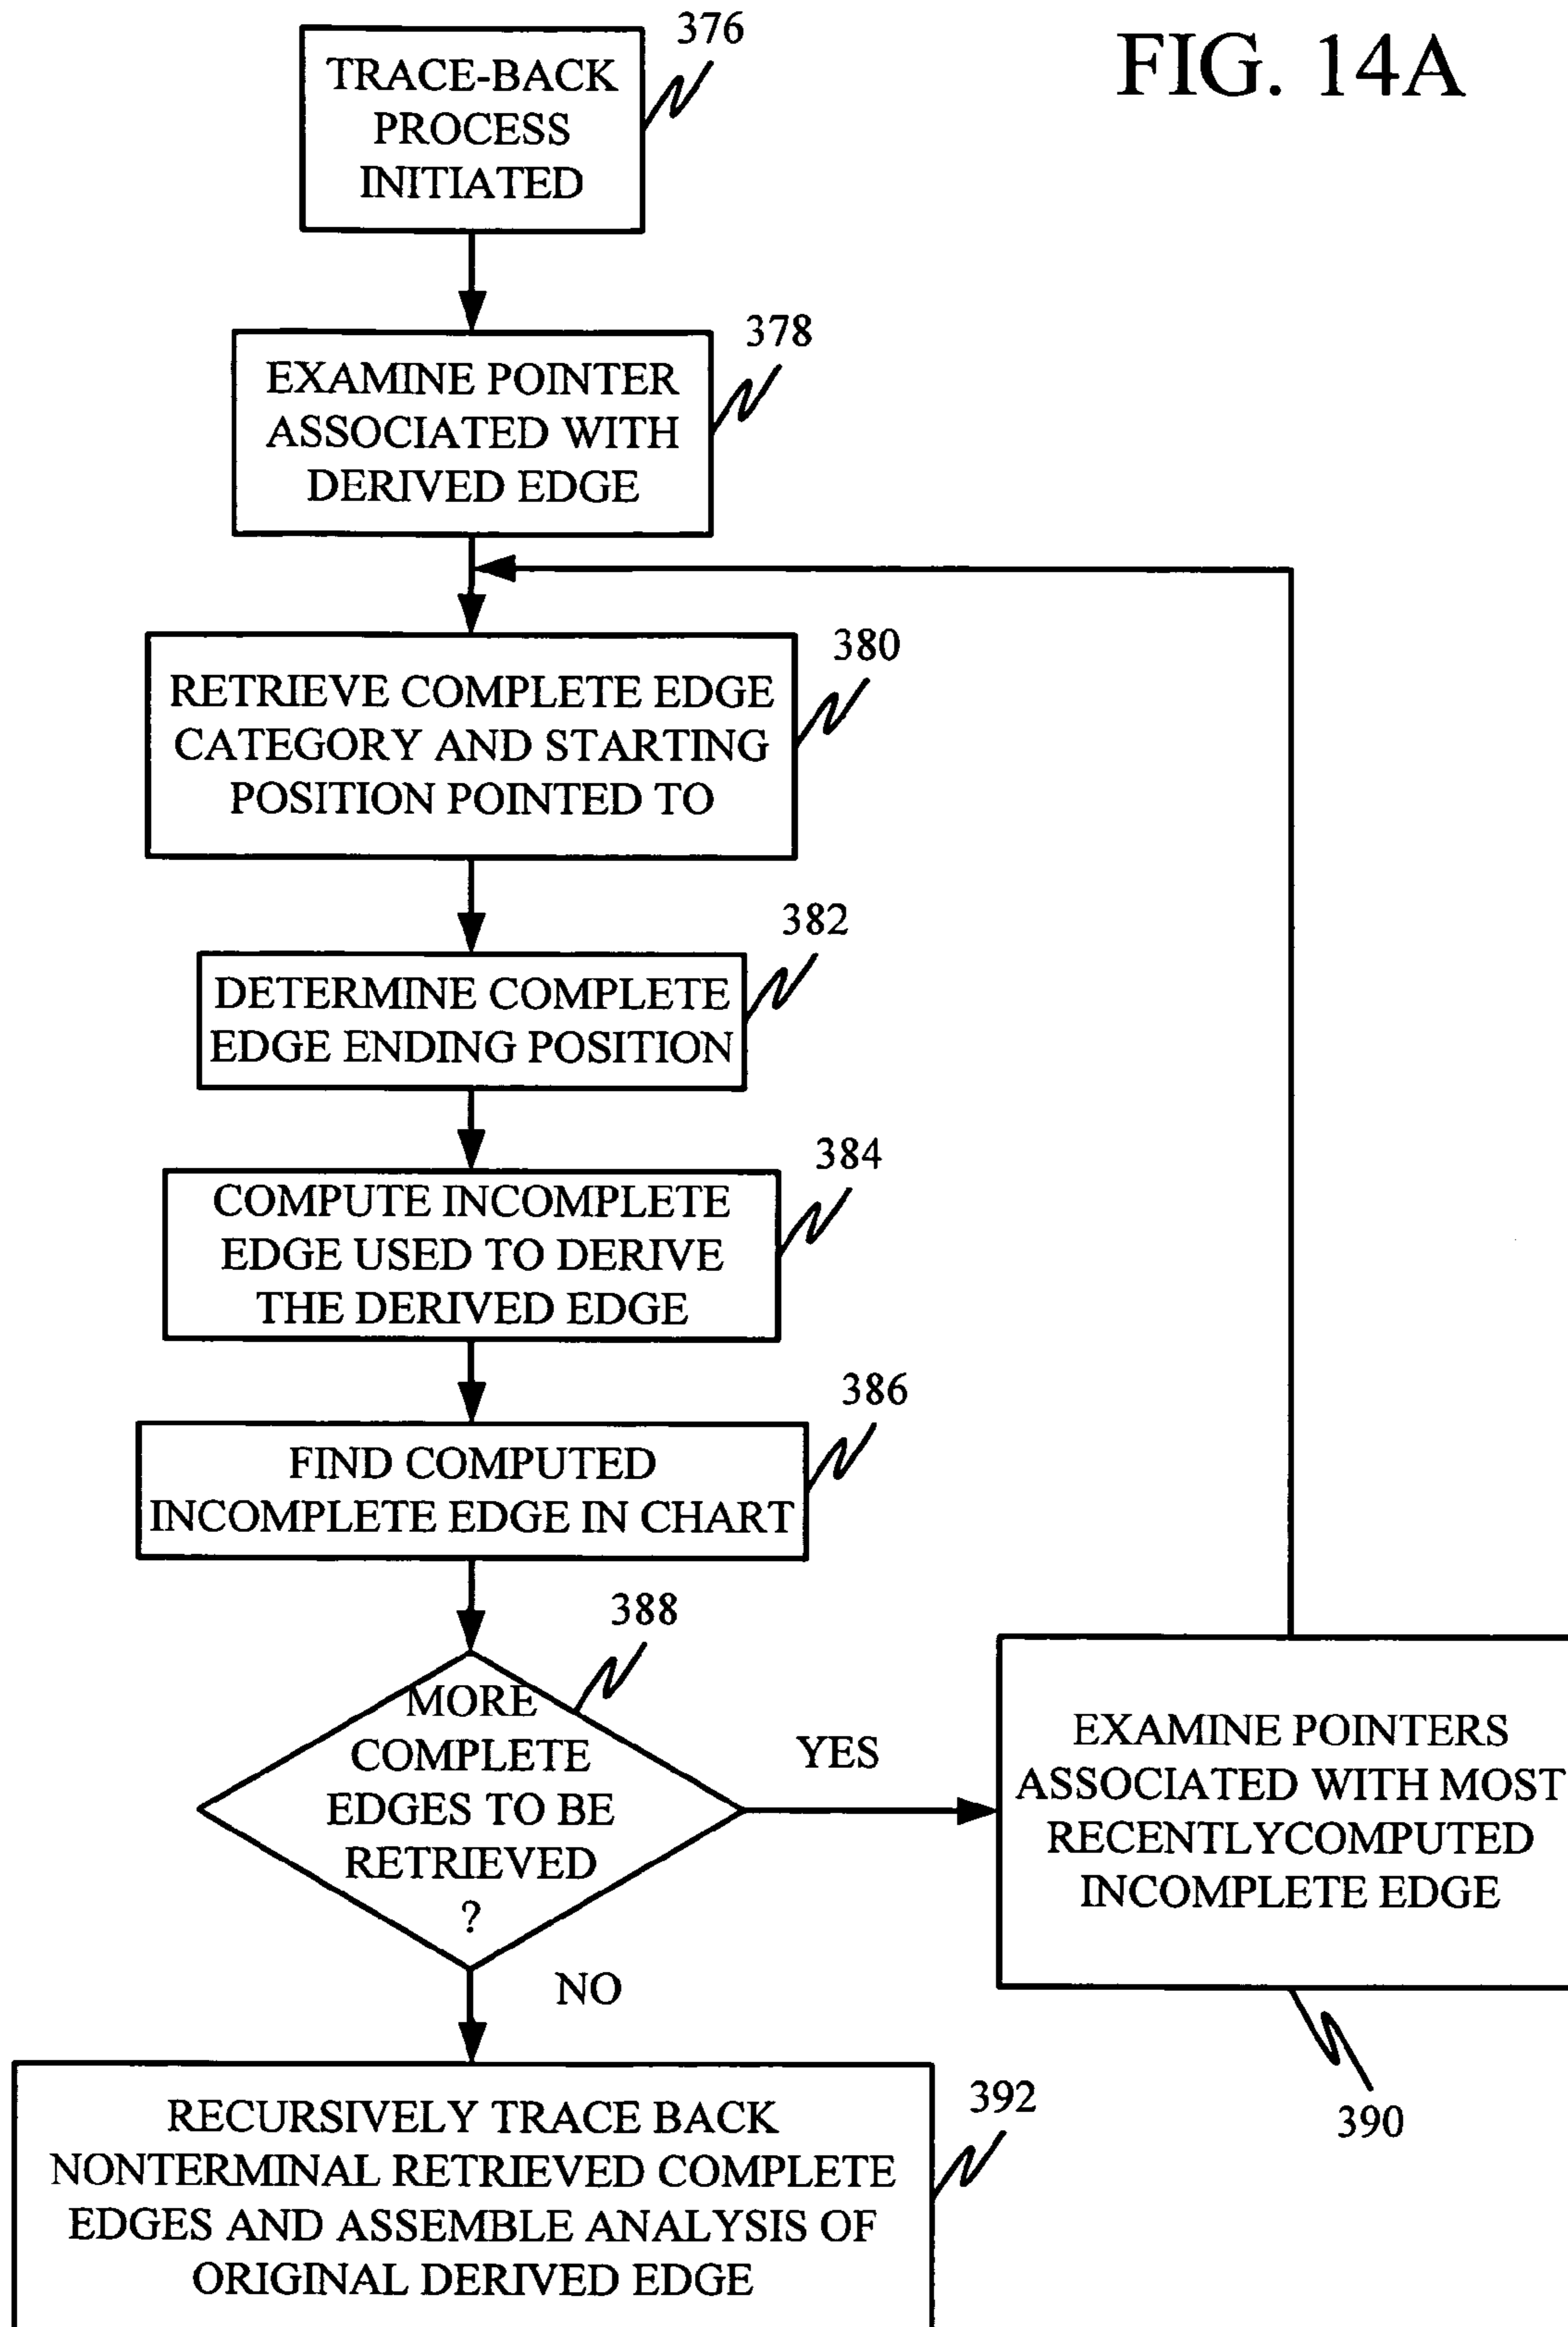 FIG. 14A
376
TRACE-BACK
PROCESS
INITIATED
378
EXAMINE POINTER
ASSOCIATED WITH
DERIVED EDGE
380
RETRIEVE COMPLETE EDGE
CATEGORY AND STARTING
POSITION POINTED TO
382
DETERMINE COMPLETE
EDGE ENDING POSITION
384
COMPUTE INCOMPLETE
EDGE USED TO DERIVE
THE DERIVED EDGE
386
FIND COMPUTED
INCOMPLETE EDGE IN CHART
388
MORE
COMPLETE
EDGES TO BE
RETRIEVED
?
YES
EXAMINE POINTERS
ASSOCIATED WITH MOST
RECENTLYCOMPUTED
INCOMPLETE EDGE
390
NO
392
RECURSIVELY TRACE BACK
NONTERMINAL RETRIEVED COMPLETE
EDGES AND ASSEMBLE ANALYSIS OF
ORIGINAL DERIVED EDGE